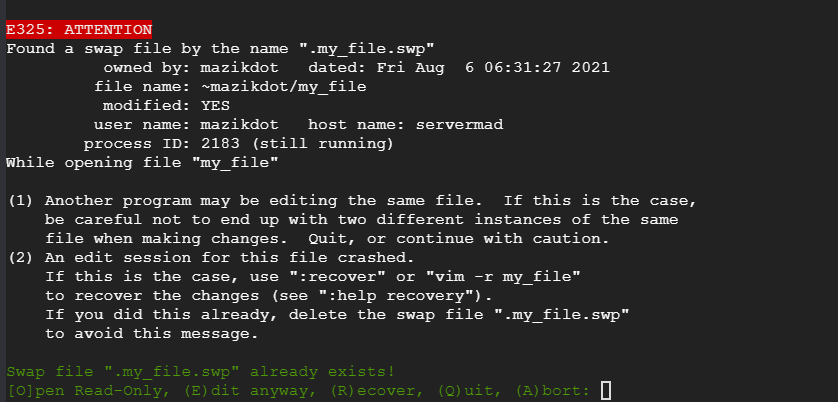 E325: ATTENTION
Found a swap file by the name ".my_file.swp"
          owned by: mazikdot   dated: Fri Aug  6 06:31:27 2021
         file name: ~mazikdot/my_file
          modified: YES
         user name: mazikdot   host name: servermad
        process ID: 2183 (still running)
While opening file "my_file"

(1) Another program may be editing the same file.  If this is the case,
    be careful not to end up with two different instances of the same
    file when making changes.  Quit, or continue with caution.
(2) An edit session for this file crashed.
    If this is the case, use ":recover" or "vim -r my_file"
    to recover the changes (see ":help recovery").
    If you did this already, delete the swap file ".my_file.swp"
    to avoid this message.

Swap file ".my_file.swp" already exists!
[O]pen Read-Only, (E)dit anyway, (R)ecover, (Q)uit, (A)bort: